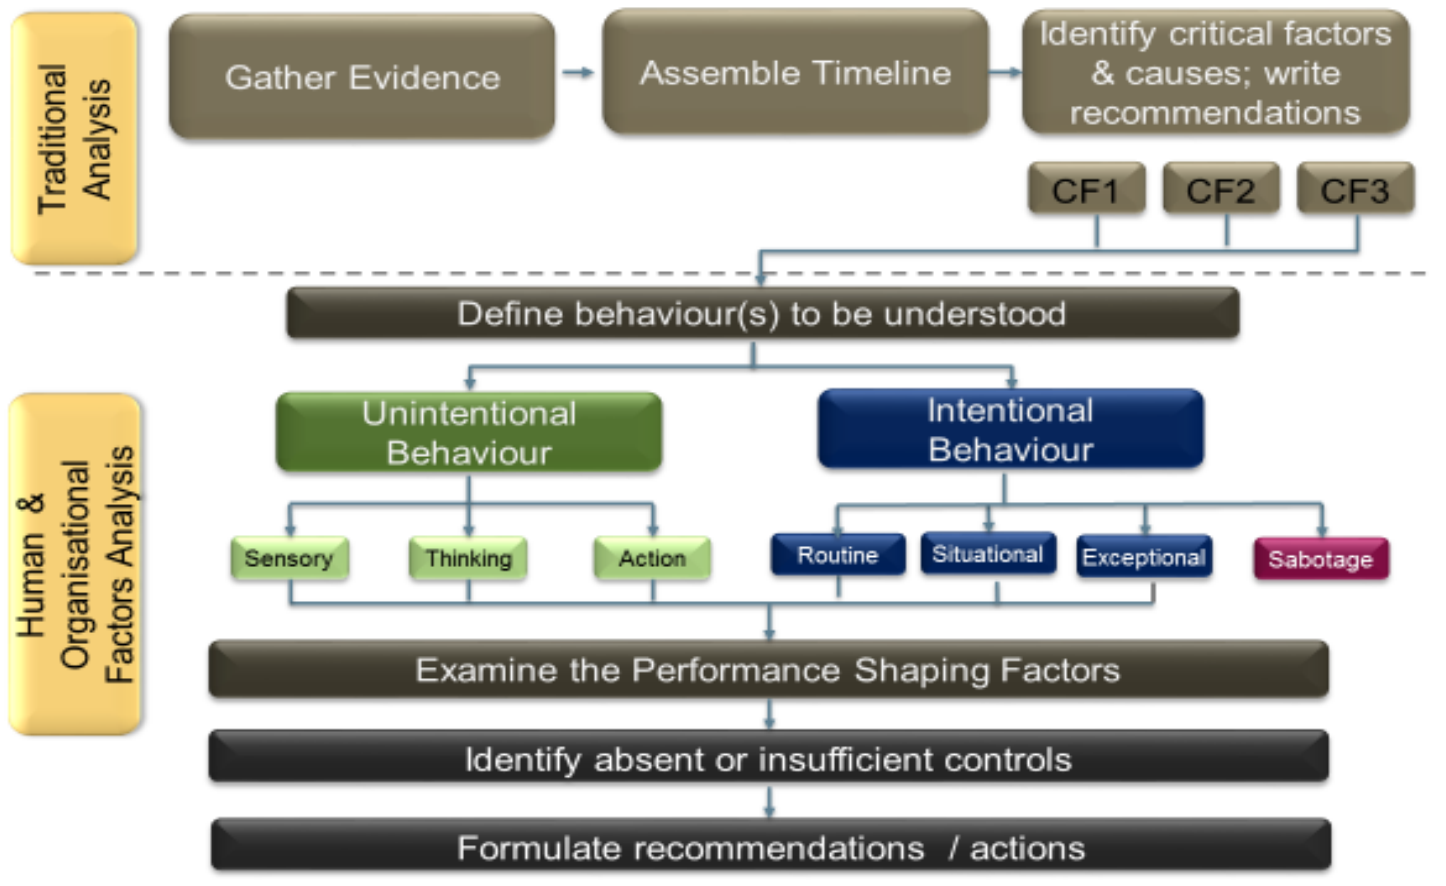 Traditional
Analysis
Gather Evidence
Assemble Timeline
Identify critical factors
& causes; write
recommendations
CF1
CF2
CF3
Define behaviour(s) to be understood
Human &
Organisational
Factors Analysis
Unintentional
Behaviour
Intentional
Behaviour
Sensory
Thinking
Action
Routine
Situational
Exceptional
Sabotage
Examine the Performance Shaping Factors
Identify absent or insufficient controls
Formulate recommendations / actions